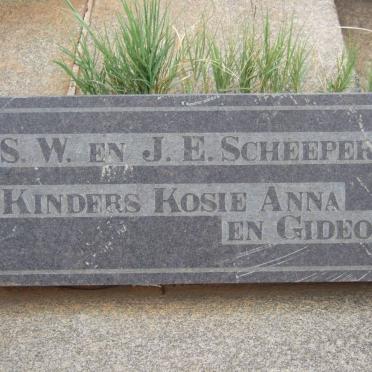 S. W. EN J. E. SCHEEPER
KINDERS KOSIE ANNA
EN GIDEO